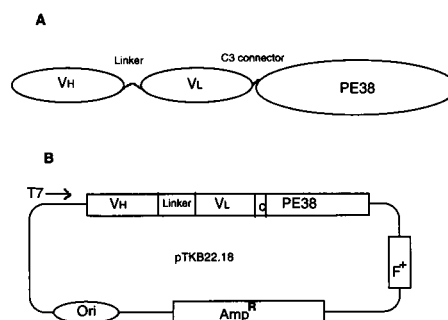 A
Linker
C3 connector
VH
VL
PE38
B
T7
VH Linker VL C PE38
pTKB22.18
F+
Ori
AmpR